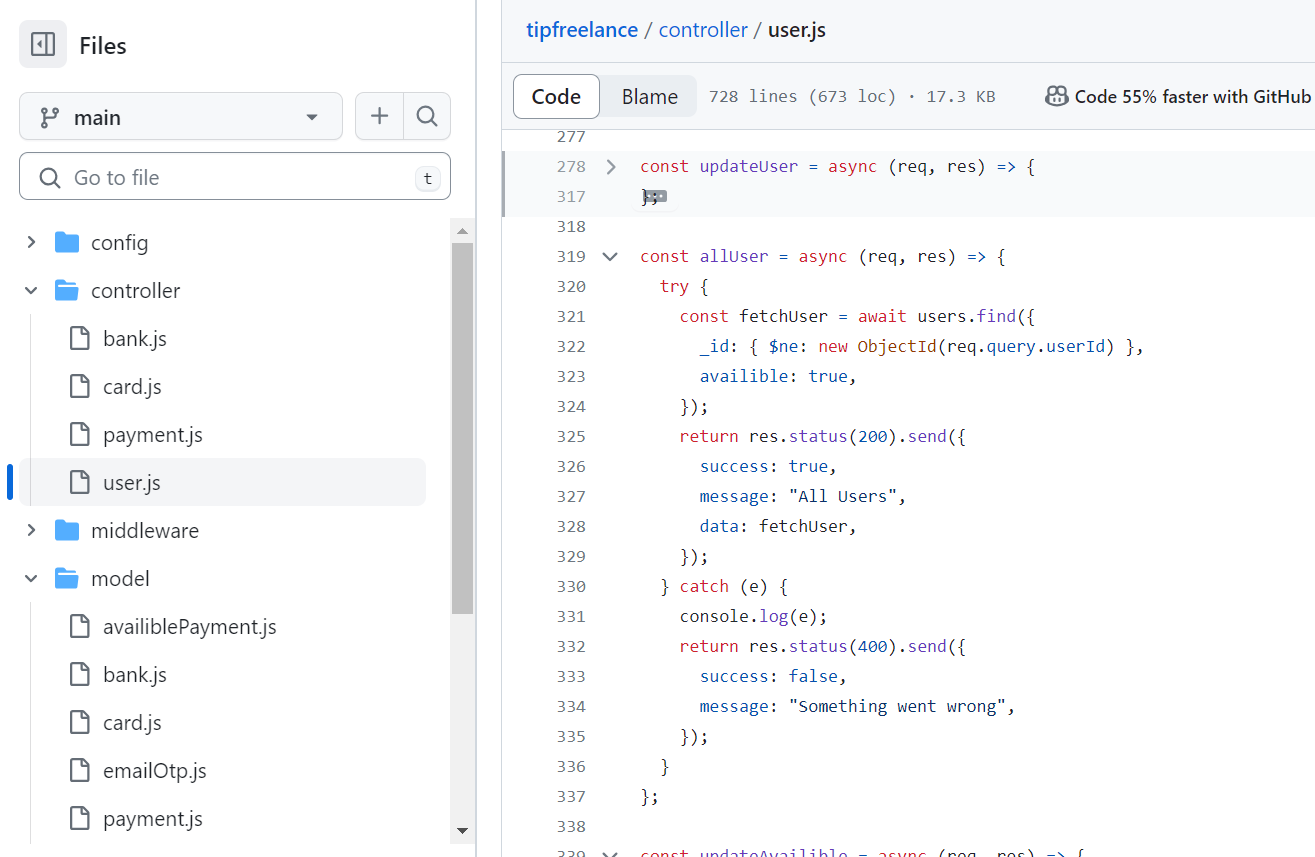 Files
main
Go to file
t
config
controller
bank.js
card.js
payment.js
user.js
middleware
model
availiblePayment.js
bank.js
card.js
emailOtp.js
payment.js
tipfreelance / controller / user.js
Code
Blame
728 lines (673 loc) · 17.3 KB
Code 55% faster with GitHub
277
278 const updateUser = async (req, res) => {
317 };
318
319 const allUser = async (req, res) => {
320 try {
321 const fetchUser = await users.find({
322 _id: { $ne: new ObjectId(req.query.userId) },
323 availible: true,
324 });
325 return res.status(200).send({
326 success: true,
327 message: "All Users",
328 data: fetchUser,
329 });
330 } catch (e) {
331 console.log(e);
332 return res.status(400).send({
333 success: false,
334 message: "Something went wrong",
335 });
336 }
337 };
338
339 const updateAvailible = async (req, res) => {